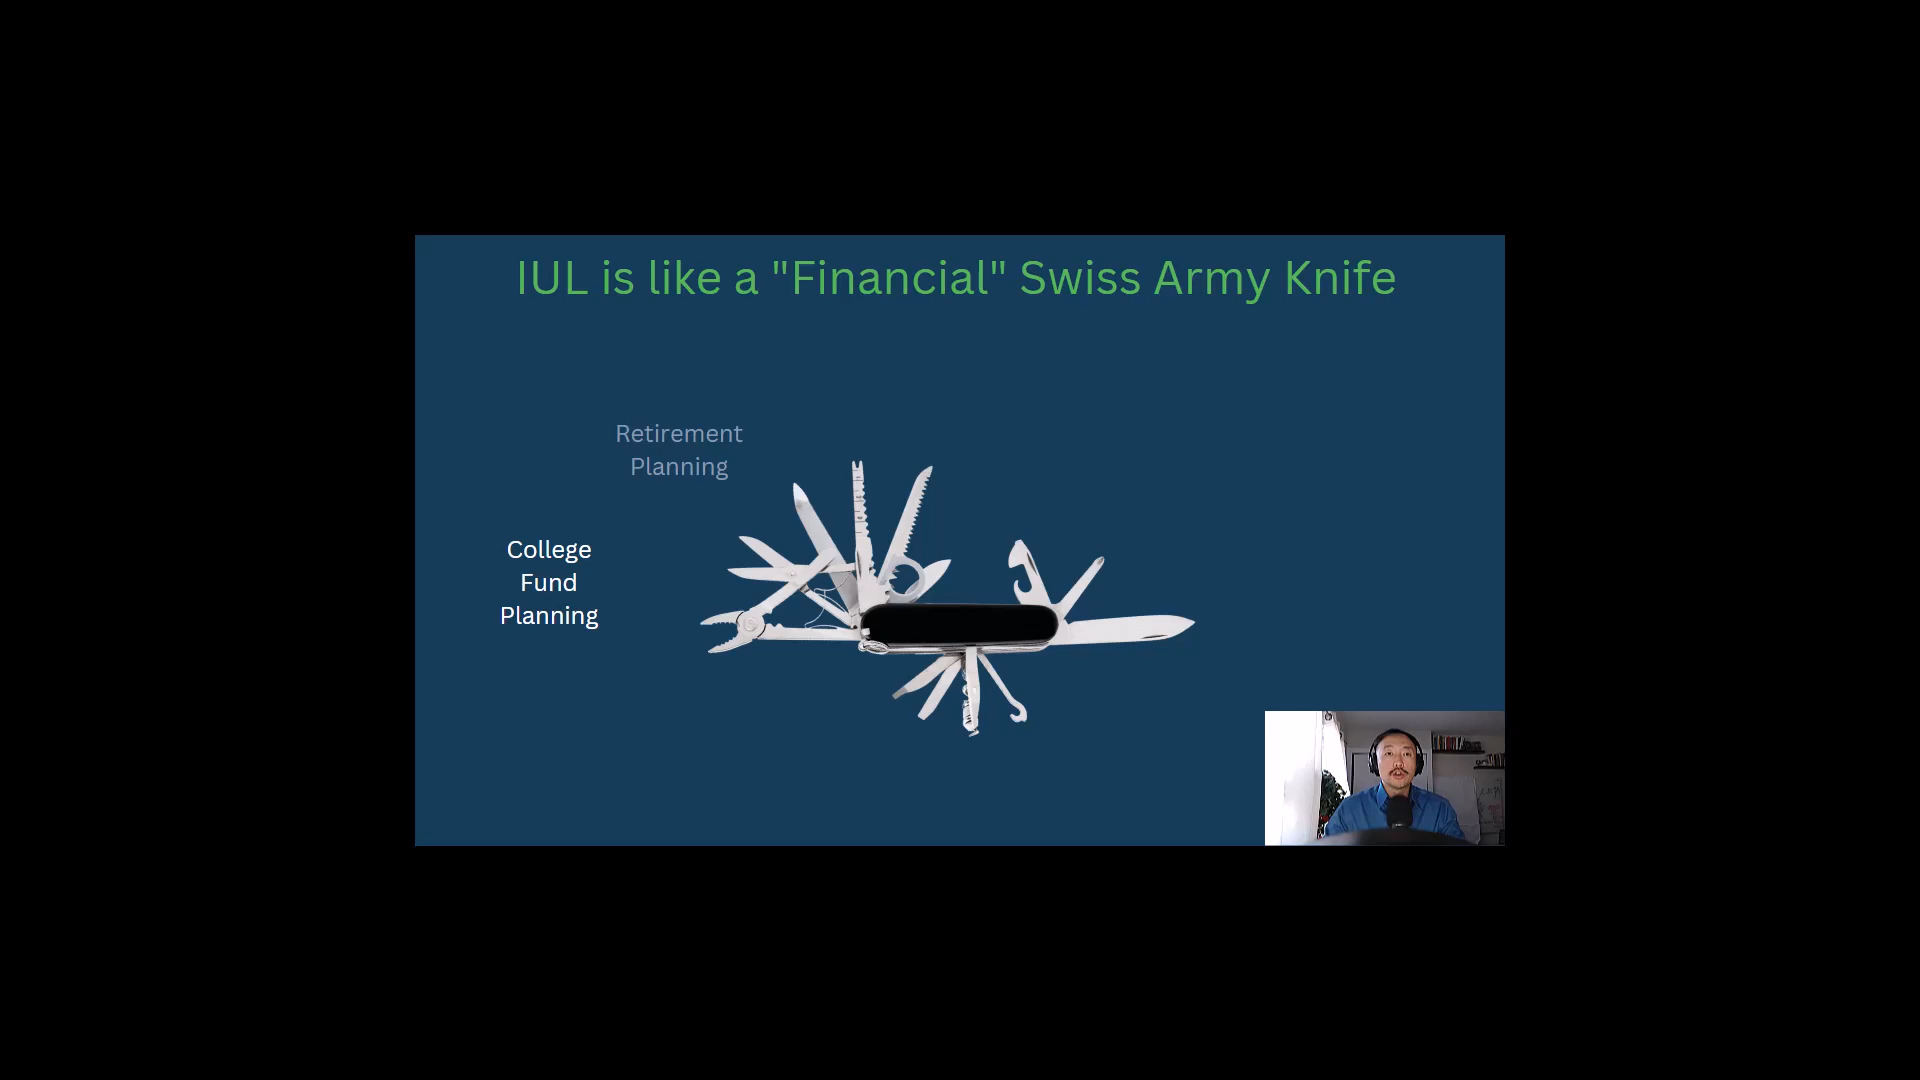 IUL is like a "Financial" Swiss Army Knife
Retirement
Planning
College
Fund
Planning